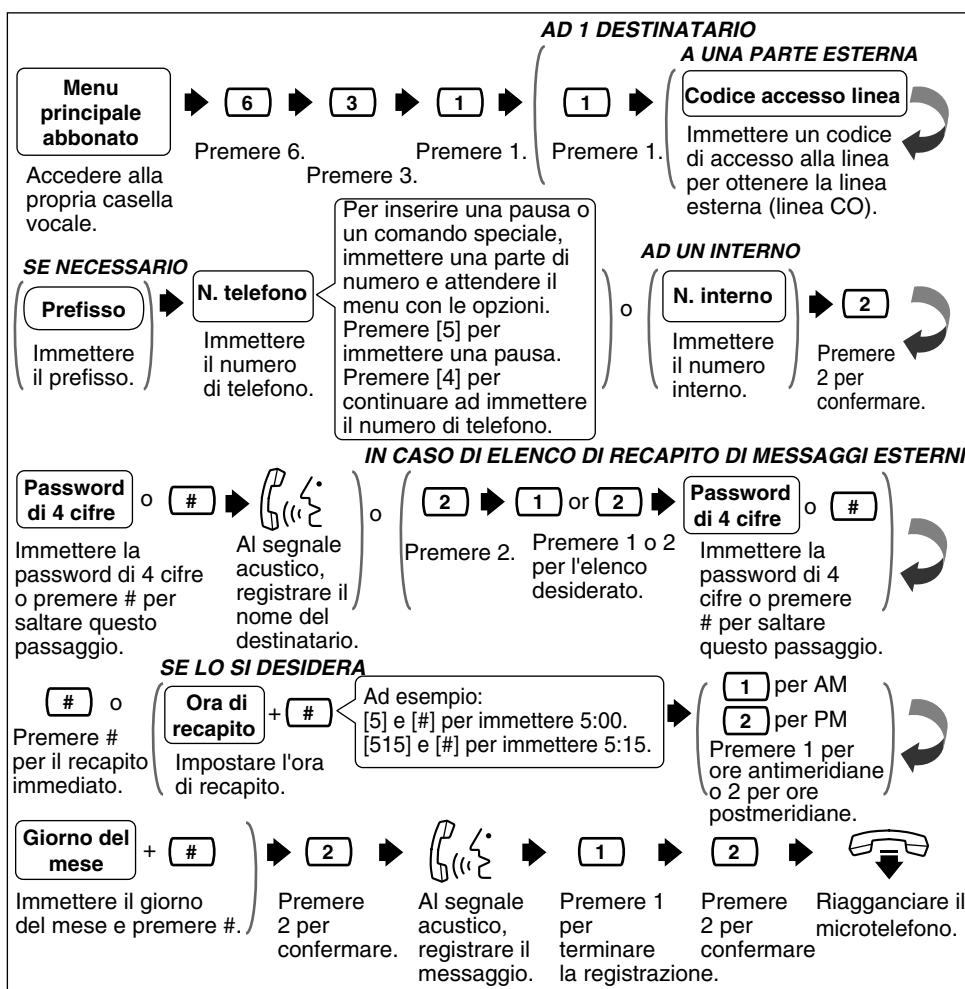 AD 1 DESTINATARIO
A UNA PARTE ESTERNA
Menu
principale
abbonato
6
3
1
1
Codice accesso linea
Accedere alla
propria casella
vocale.
Premere 6.
Premere 3.
Premere 1.
Premere 1.
Immettere un codice
di accesso alla linea
per ottenere la linea
esterna (linea CO).
SE NECESSARIO
Prefisso
Immettere
il prefisso.
N. telefono
Immettere
il numero
di telefono.
Per inserire una pausa o
un comando speciale,
immettere una parte di
numero e attendere il
menu con le opzioni.
Premere [5] per
immettere una pausa.
Premere [4] per
continuare ad immettere
il numero di telefono.
o
AD UN INTERNO
N. interno
Immettere
il numero
interno.
2
Premere
2 per
confermare.
IN CASO DI ELENCO DI RECAPITO DI MESSAGGI ESTERNI
Password
di 4 cifre
o
#
Immettere la
password di 4 cifre
o premere # per
saltare questo
passaggio.
Al segnale
acustico,
registrare il
nome del
destinatario.
o
2
Premere 2.
1 or 2
Premere 1 o 2
per l'elenco
desiderato.
Password
di 4 cifre
o
#
Immettere la
password di 4
cifre o premere
# per saltare
questo passaggio.
SE LO SI DESIDERA
# o
Premere #
per il recapito
immediato.
Ora di
recapito
+ #
Impostare l'ora
di recapito.
Ad esempio:
[5] e [#] per immettere 5:00.
[515] e [#] per immettere 5:15.
1 per AM
2 per PM
Premere 1 per
ore antimeridiane
o 2 per ore
postmeridiane.
Giorno del
mese
+ #
Immettere il giorno
del mese e premere #.
2
Premere
2 per
confermare.
Al segnale
acustico,
registrare il
messaggio.
1
Premere 1
per
terminare
la registrazione.
2
Premere
2 per
confermare
Riagganciare il
microtelefono.